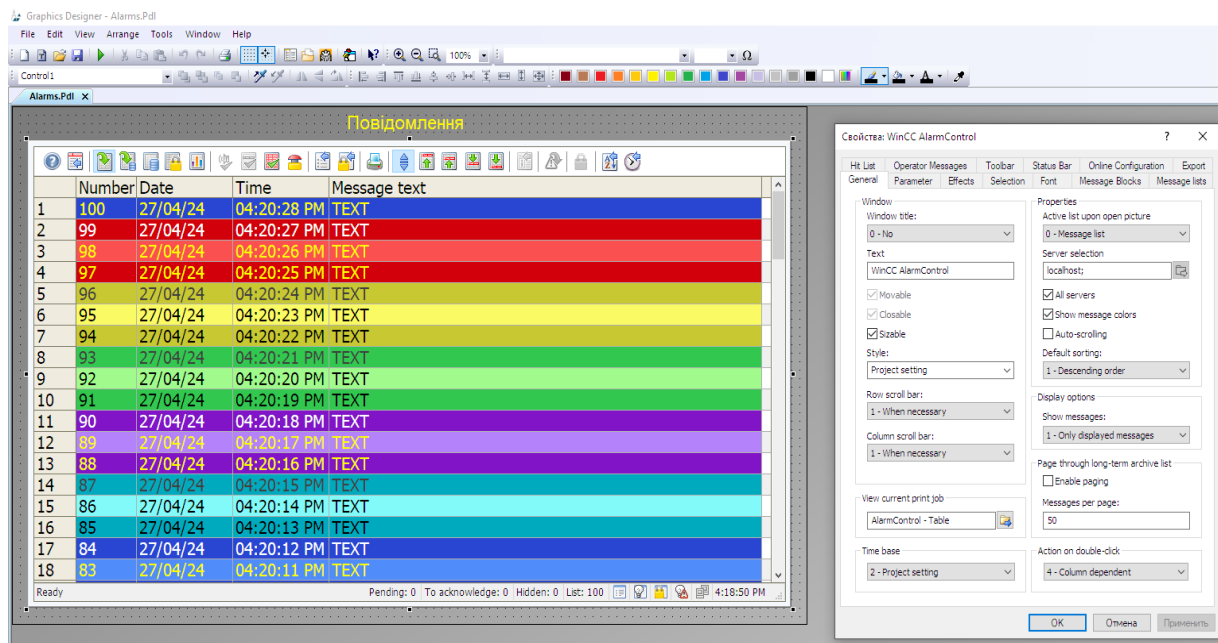 Graphics Designer - Alarms.Pdl
File Edit View Arrange Tools Window Help
100%
Control1
Alarms.Pdl X
Повідомлення
Number Date Time Message text
1 100 27/04/24 04:20:28 PM TEXT
2 99 27/04/24 04:20:27 PM TEXT
3 98 27/04/24 04:20:26 PM TEXT
4 97 27/04/24 04:20:25 PM TEXT
5 96 27/04/24 04:20:24 PM TEXT
6 95 27/04/24 04:20:23 PM TEXT
7 94 27/04/24 04:20:22 PM TEXT
8 93 27/04/24 04:20:21 PM TEXT
9 92 27/04/24 04:20:20 PM TEXT
10 91 27/04/24 04:20:19 PM TEXT
11 90 27/04/24 04:20:18 PM TEXT
12 89 27/04/24 04:20:17 PM TEXT
13 88 27/04/24 04:20:16 PM TEXT
14 87 27/04/24 04:20:15 PM TEXT
15 86 27/04/24 04:20:14 PM TEXT
16 85 27/04/24 04:20:13 PM TEXT
17 84 27/04/24 04:20:12 PM TEXT
18 83 27/04/24 04:20:11 PM TEXT
Ready Pending: 0 To acknowledge: 0 Hidden: 0 List: 100 4:18:50 PM
Свойства: WinCC AlarmControl ? X
Hit List Operator Messages Toolbar Status Bar Online Configuration Export
General Parameter Effects Selection Font Message Blocks Message lists
Window
Window title:
0 - No
Text
WinCC AlarmControl
Movable
Closable
Sizable
Style:
Project setting
Row scroll bar:
1 - When necessary
Column scroll bar:
1 - When necessary
View current print job
AlarmControl - Table
Time base
2 - Project setting
Properties
Active list upon open picture
0 - Message list
Server selection
localhost;
All servers
Show message colors
Auto-scrolling
Default sorting:
1 - Descending order
Display options
Show messages:
1 - Only displayed messages
Page through long-term archive list
Enable paging
Messages per page:
50
Action on double-click
4 - Column dependent
OK Отмена Применить